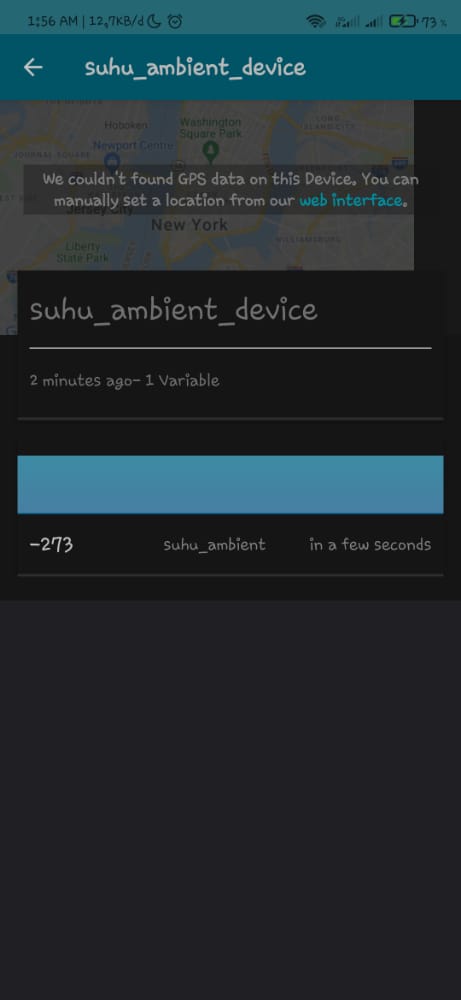 1:56 AM | 12,7KB/d
73 %
suhu_ambient_device
Hoboken
Washington
Square Park
LONG
ISLAND CITY
JOURNAL SQUARE
Newport Centre
We couldn't found GPS data on this Device. You can
manually set a location from our web interface.
Jersey City
New York
WILLIAMSBURG
Liberty
State Park
suhu_ambient_device
2 minutes ago- 1 Variable
-273 suhu_ambient in a few seconds